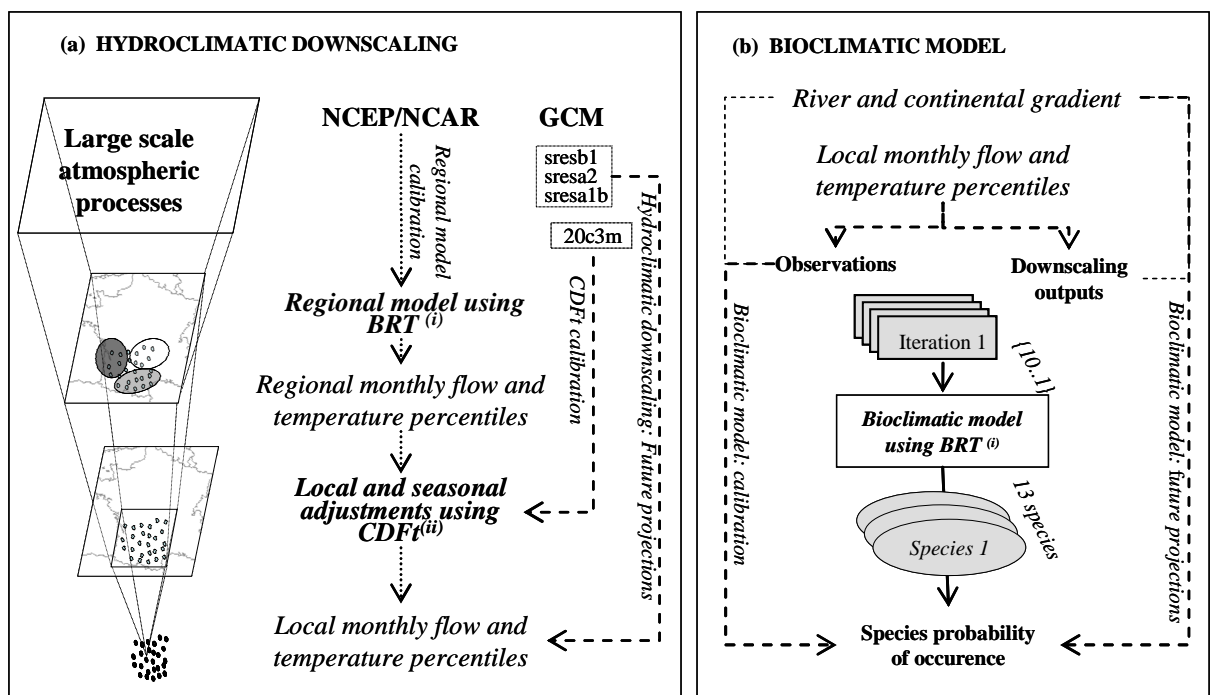 (a) HYDROCLIMATIC DOWNSCALING
Large scale
atmospheric
processes
NCEP/NCAR
GCM
Regional model
calibration
sresb1
sresa2
sresa1b
20c3m
Hydroclimatic downscaling: Future projections
CDFt calibration
Regional model using
BRT (i)
Regional monthly flow and
temperature percentiles
Local and seasonal
adjustments using
CDFt(ii)
Local monthly flow and
temperature percentiles
(b) BIOCLIMATIC MODEL
River and continental gradient
Local monthly flow and
temperature percentiles
Observations
Downscaling
outputs
Bioclimatic model: calibration
Bioclimatic model: future projections
Iteration 1
{10..1}
Bioclimatic model
using BRT (i)
13 species
Species 1
Species probability
of occurence